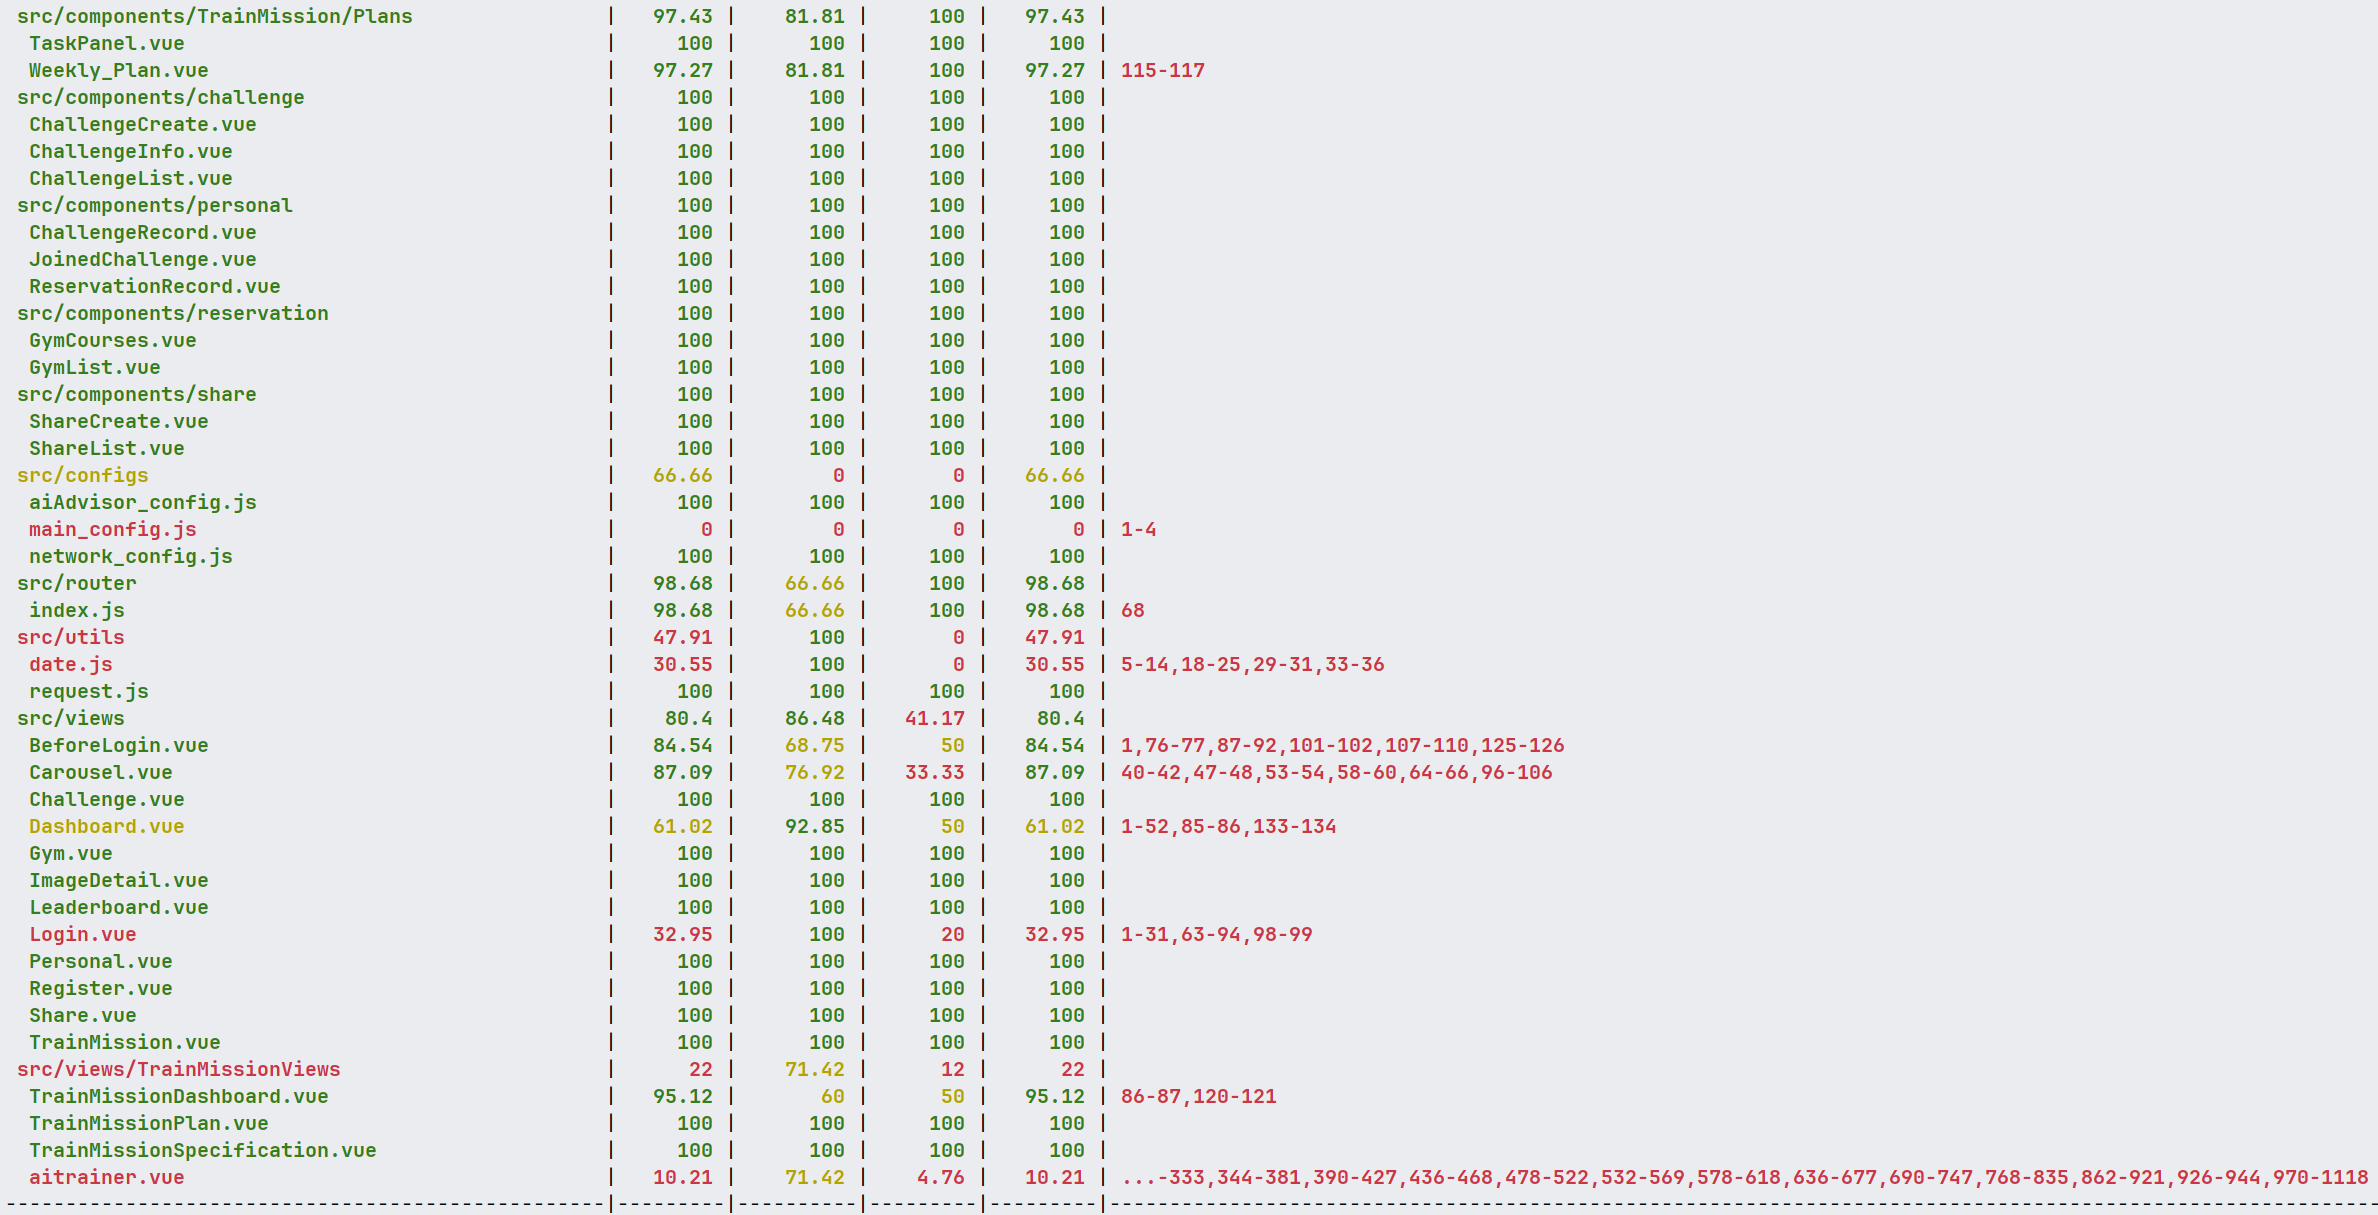 src/components/TrainMission/Plans | 97.43 | 81.81 | 100 | 97.43 |
TaskPanel.vue | 100 | 100 | 100 | 100 |
Weekly_Plan.vue | 97.27 | 81.81 | 100 | 97.27 | 115-117
src/components/challenge | 100 | 100 | 100 | 100 |
ChallengeCreate.vue | 100 | 100 | 100 | 100 |
ChallengeInfo.vue | 100 | 100 | 100 | 100 |
ChallengeList.vue | 100 | 100 | 100 | 100 |
src/components/personal | 100 | 100 | 100 | 100 |
ChallengeRecord.vue | 100 | 100 | 100 | 100 |
JoinedChallenge.vue | 100 | 100 | 100 | 100 |
ReservationRecord.vue | 100 | 100 | 100 | 100 |
src/components/reservation | 100 | 100 | 100 | 100 |
GymCourses.vue | 100 | 100 | 100 | 100 |
GymList.vue | 100 | 100 | 100 | 100 |
src/components/share | 100 | 100 | 100 | 100 |
ShareCreate.vue | 100 | 100 | 100 | 100 |
ShareList.vue | 100 | 100 | 100 | 100 |
src/configs | 66.66 | 0 | 0 | 66.66 |
aiAdvisor_config.js | 100 | 100 | 100 | 100 |
main_config.js | 0 | 0 | 0 | 0 | 1-4
network_config.js | 100 | 100 | 100 | 100 |
src/router | 98.68 | 66.66 | 100 | 98.68 |
index.js | 98.68 | 66.66 | 100 | 98.68 | 68
src/utils | 47.91 | 100 | 0 | 47.91 |
date.js | 30.55 | 100 | 0 | 30.55 | 5-14,18-25,29-31,33-36
request.js | 100 | 100 | 100 | 100 |
src/views | 80.4 | 86.48 | 41.17 | 80.4 |
BeforeLogin.vue | 84.54 | 68.75 | 50 | 84.54 | 1,76-77,87-92,101-102,107-110,125-126
Carousel.vue | 87.09 | 76.92 | 33.33 | 87.09 | 40-42,47-48,53-54,58-60,64-66,96-106
Challenge.vue | 100 | 100 | 100 | 100 |
Dashboard.vue | 61.02 | 92.85 | 50 | 61.02 | 1-52,85-86,133-134
Gym.vue | 100 | 100 | 100 | 100 |
ImageDetail.vue | 100 | 100 | 100 | 100 |
Leaderboard.vue | 100 | 100 | 100 | 100 |
Login.vue | 32.95 | 100 | 20 | 32.95 | 1-31,63-94,98-99
Personal.vue | 100 | 100 | 100 | 100 |
Register.vue | 100 | 100 | 100 | 100 |
Share.vue | 100 | 100 | 100 | 100 |
TrainMission.vue | 100 | 100 | 100 | 100 |
src/views/TrainMissionViews | 22 | 71.42 | 12 | 22 |
TrainMissionDashboard.vue | 95.12 | 60 | 50 | 95.12 | 86-87,120-121
TrainMissionPlan.vue | 100 | 100 | 100 | 100 |
TrainMissionSpecification.vue | 100 | 100 | 100 | 100 |
aitrainer.vue | 10.21 | 71.42 | 4.76 | 10.21 | ...-333,344-381,390-427,436-468,478-522,532-569,578-618,636-677,690-747,768-835,862-921,926-944,970-1118